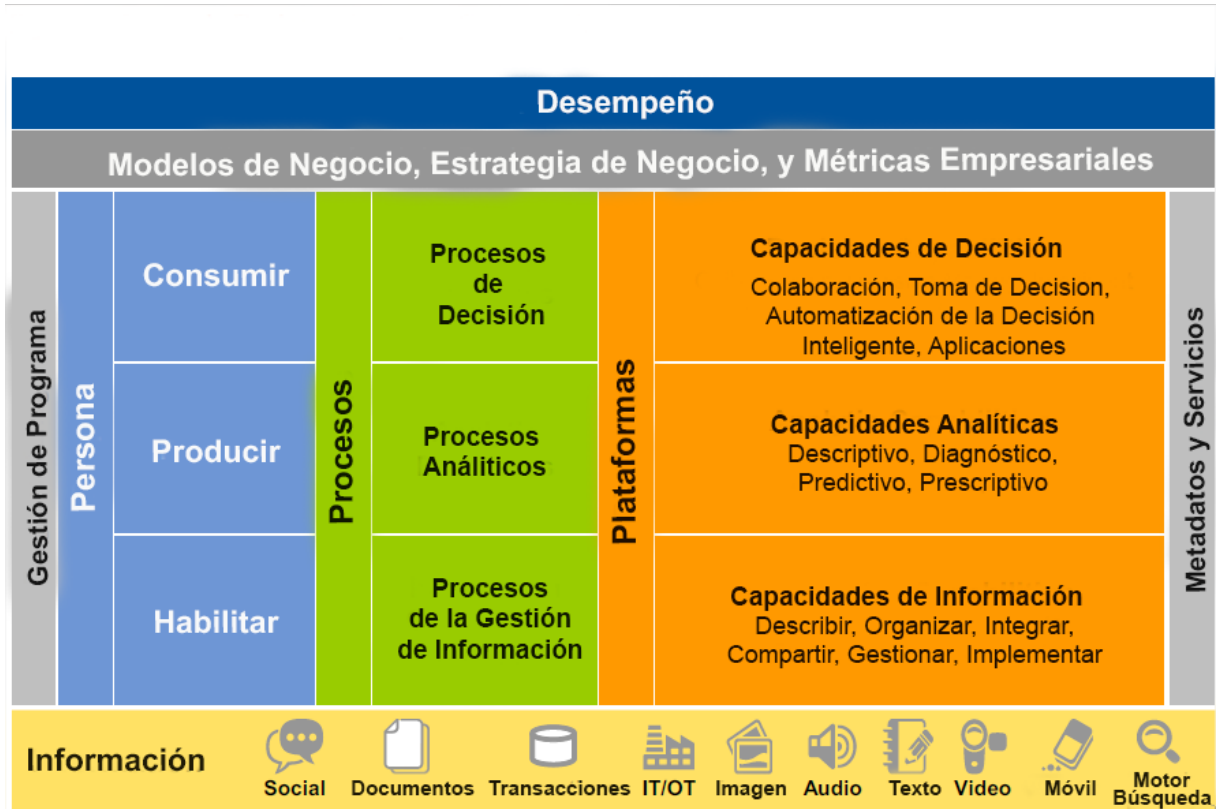 Desempeño
Modelos de Negocio, Estrategia de Negocio, y Métricas Empresariales
Gestión de Programa
Persona
Consumir
Producir
Habilitar
Procesos
Procesos
de
Decisión
Procesos
Análiticos
Procesos
de la Gestión
de Información
Plataformas
Capacidades de Decisión
Colaboración, Toma de Decision,
Automatización de la Decisión
Inteligente, Aplicaciones
Capacidades Analíticas
Descriptivo, Diagnóstico,
Predictivo, Prescriptivo
Capacidades de Información
Describir, Organizar, Integrar,
Compartir, Gestionar, Implementar
Metadatos y Servicios
Información
Social
Documentos
Transacciones
IT/OT
Imagen
Audio
Texto
Video
Móvil
Motor
Búsqueda